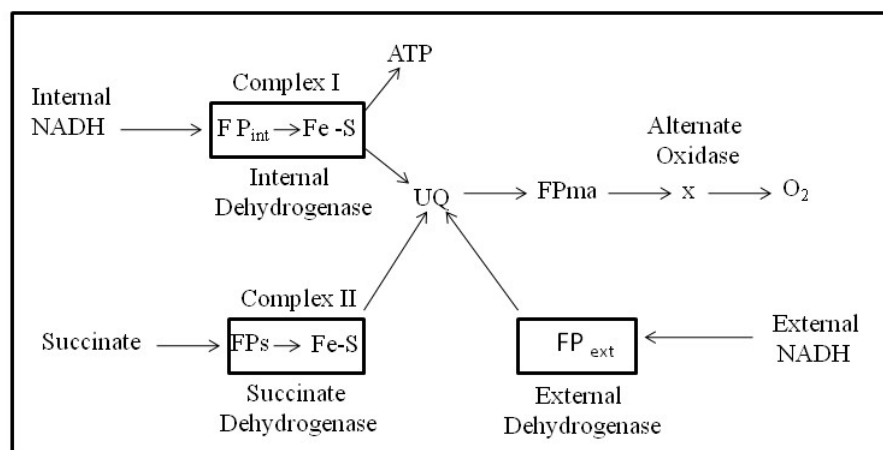 ATP
Complex I
Internal
NADH
F P int → Fe -S
Alternate
Oxidase
Internal
Dehydrogenase
UQ → FPma → x → O₂
Complex II
Succinate → FPs → Fe-S
FP ext
External
NADH
Succinate
Dehydrogenase
External
Dehydrogenase